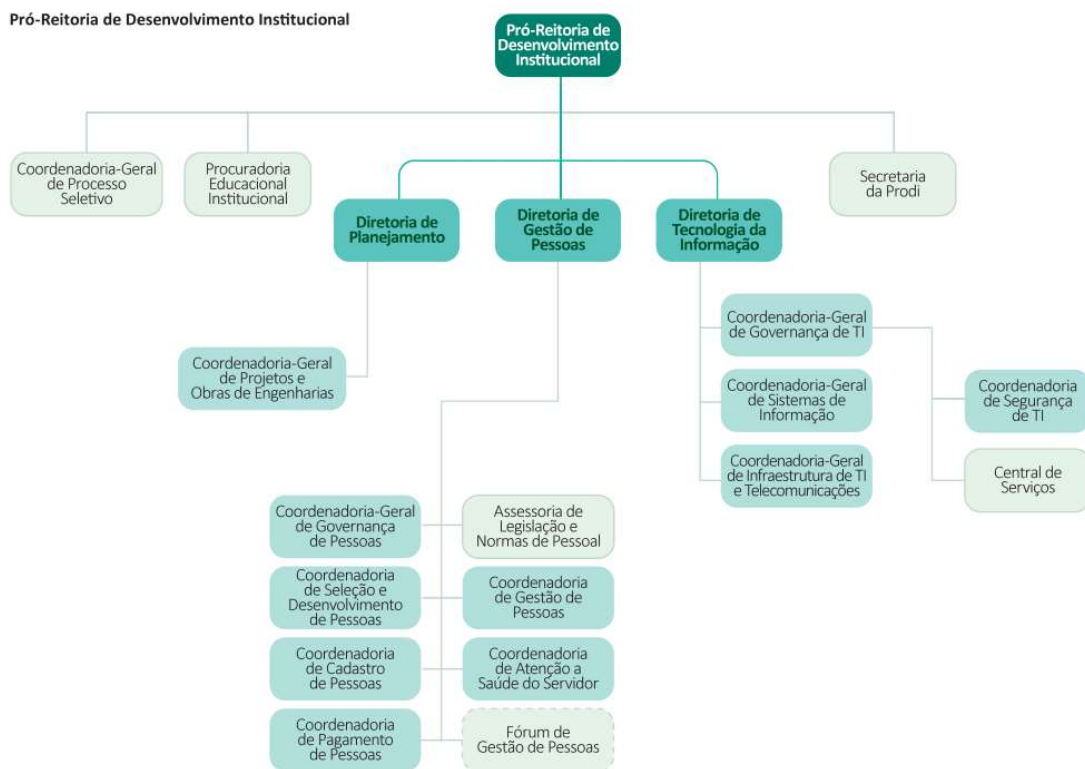 Pró-Reitoria de Desenvolvimento Institucional
Pró-Reitoria de
Desenvolvimento
Institucional
Coordenadoria-Geral
de Processo
Seletivo
Procuradoria
Educacional
Institucional
Secretaria
da Prodi
Diretoria de
Planejamento
Diretoria de
Gestão de
Pessoas
Diretoria de
Tecnologia da
Informação
Coordenadoria-Geral
de Governança de TI
Coordenadoria-Geral
de Projetos e
Obras de Engenharias
Coordenadoria-Geral
de Sistemas de
Informação
Coordenadoria
de Segurança
de TI
Coordenadoria-Geral
de Infraestrutura de TI
e Telecomunicações
Central de
Serviços
Coordenadoria-Geral
de Governança
de Pessoas
Assessoria de
Legislação e
Normas de Pessoal
Coordenadoria
de Seleção e
Desenvolvimento
de Pessoas
Coordenadoria
de Gestão de
Pessoas
Coordenadoria
de Cadastro
de Pessoas
Coordenadoria
de Atenção a
Saúde do Servidor
Coordenadoria
de Pagamento
de Pessoas
Fórum de
Gestão de Pessoas